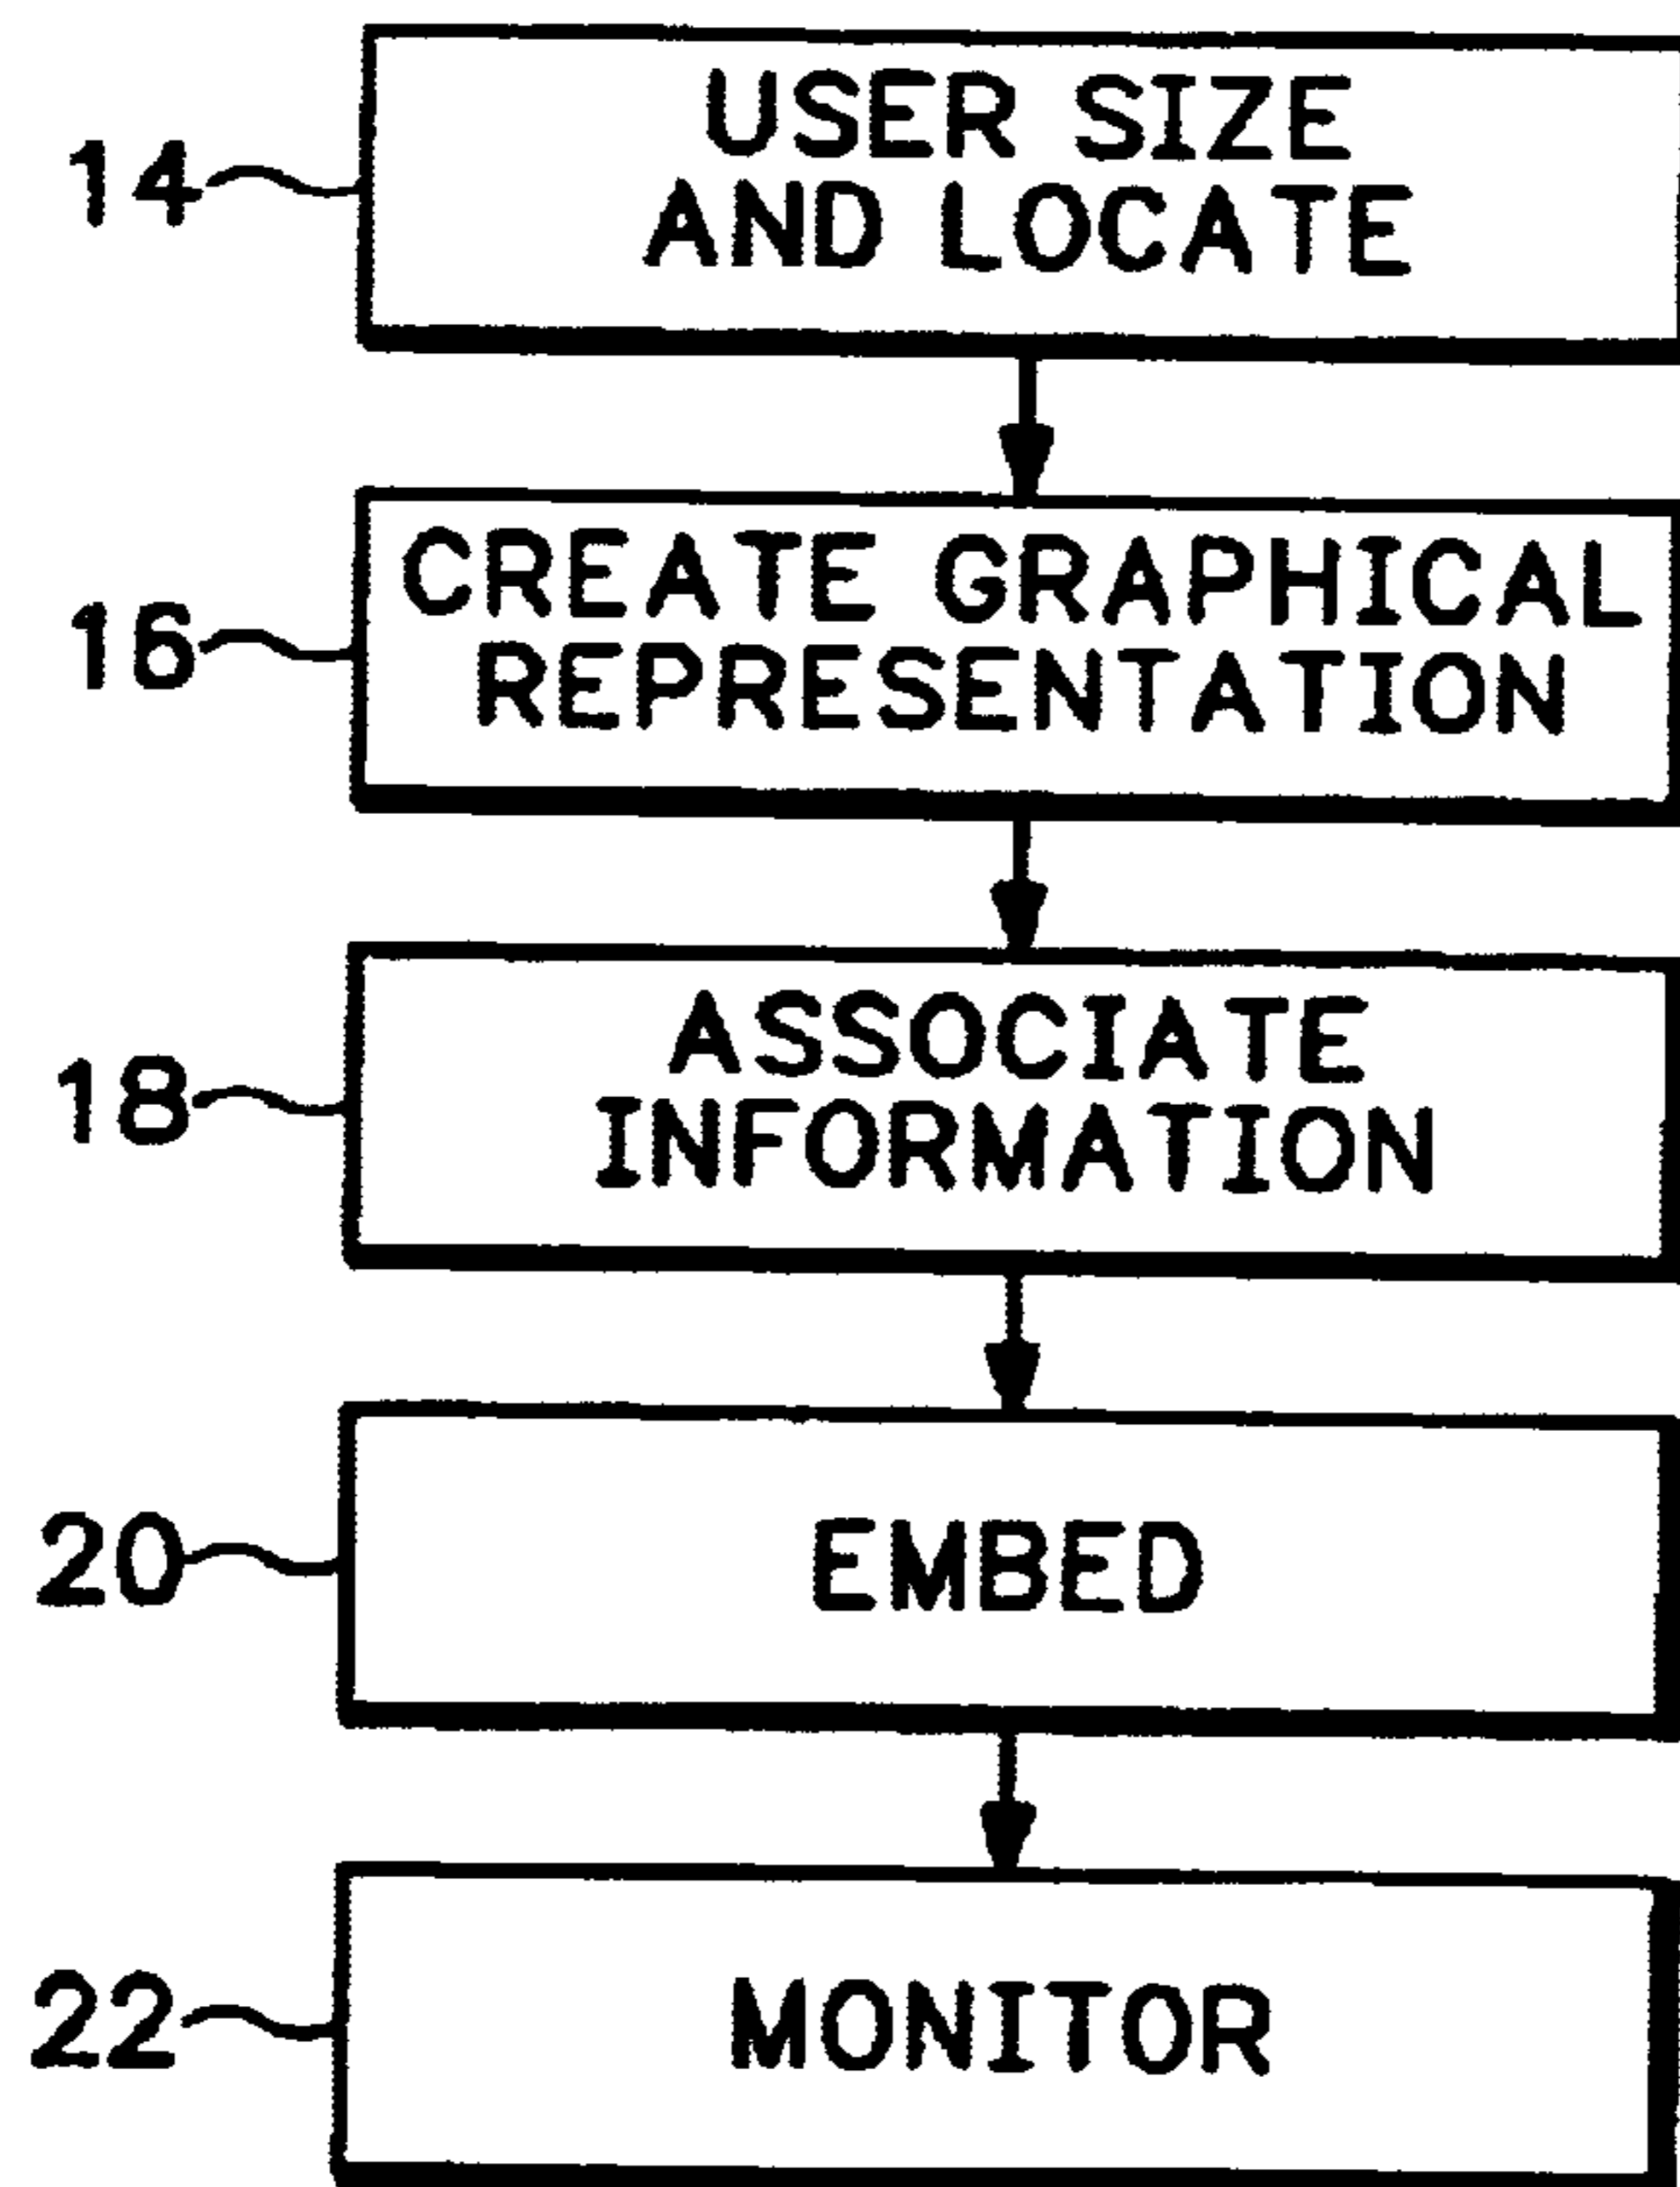 14
USER SIZE
AND LOCATE
16
CREATE GRAPHICAL
REPRESENTATION
18
ASSOCIATE
INFORMATION
20
EMBED
22
MONITOR